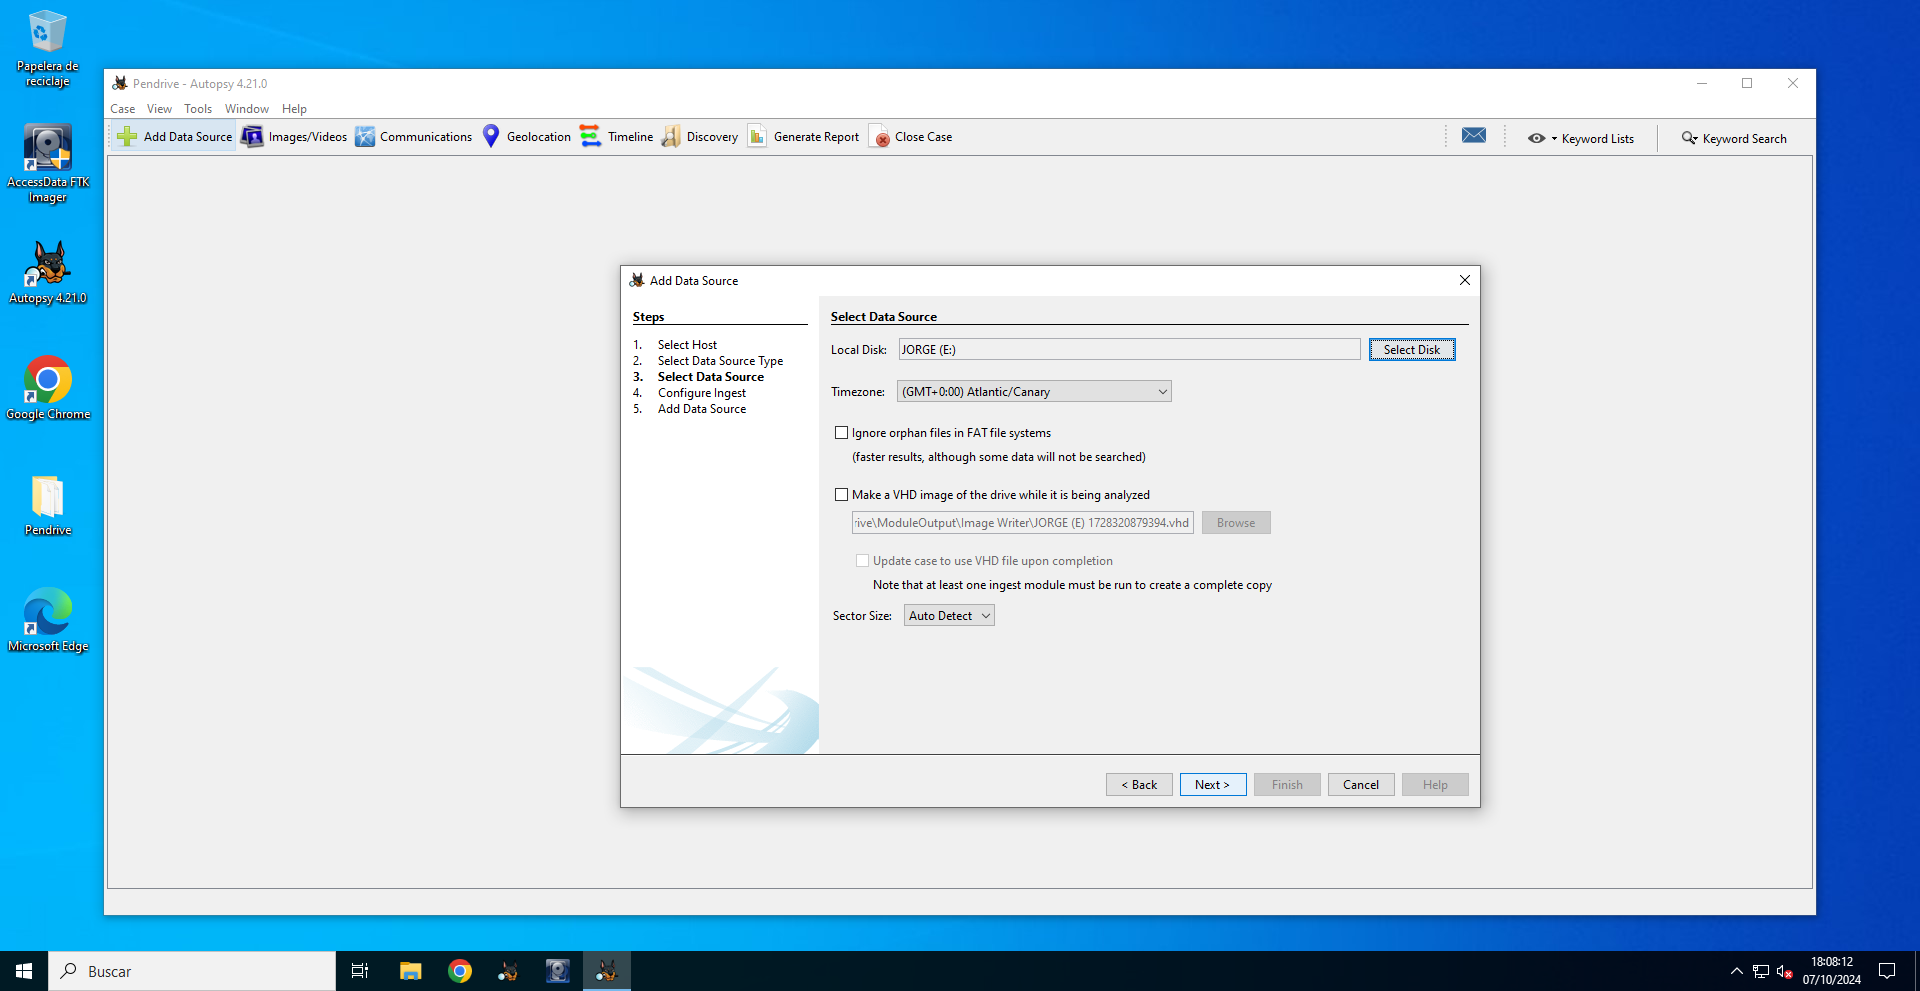 Papelera de
reciclaje
AccessData FTK
Imager
Autopsy 4.21.0
Google Chrome
Pendrive
Microsoft Edge
Pendrive - Autopsy 4.21.0
Case View Tools Window Help
Add Data Source Images/Videos Communications Geolocation Timeline Discovery Generate Report Close Case Keyword Lists Keyword Search
Add Data Source
Steps
1. Select Host
2. Select Data Source Type
3. Select Data Source
4. Configure Ingest
5. Add Data Source
Select Data Source
Local Disk: JORGE (E:) Select Disk
Timezone: (GMT+0:00) Atlantic/Canary
Ignore orphan files in FAT file systems
(faster results, although some data will not be searched)
Make a VHD image of the drive while it is being analyzed
rive\ModuleOutput\Image Writer\JORGE (E) 1728320879394.vhd Browse
Update case to use VHD file upon completion
Note that at least one ingest module must be run to create a complete copy
Sector Size: Auto Detect
< Back Next > Finish Cancel Help
Buscar
18:08:12
07/10/2024